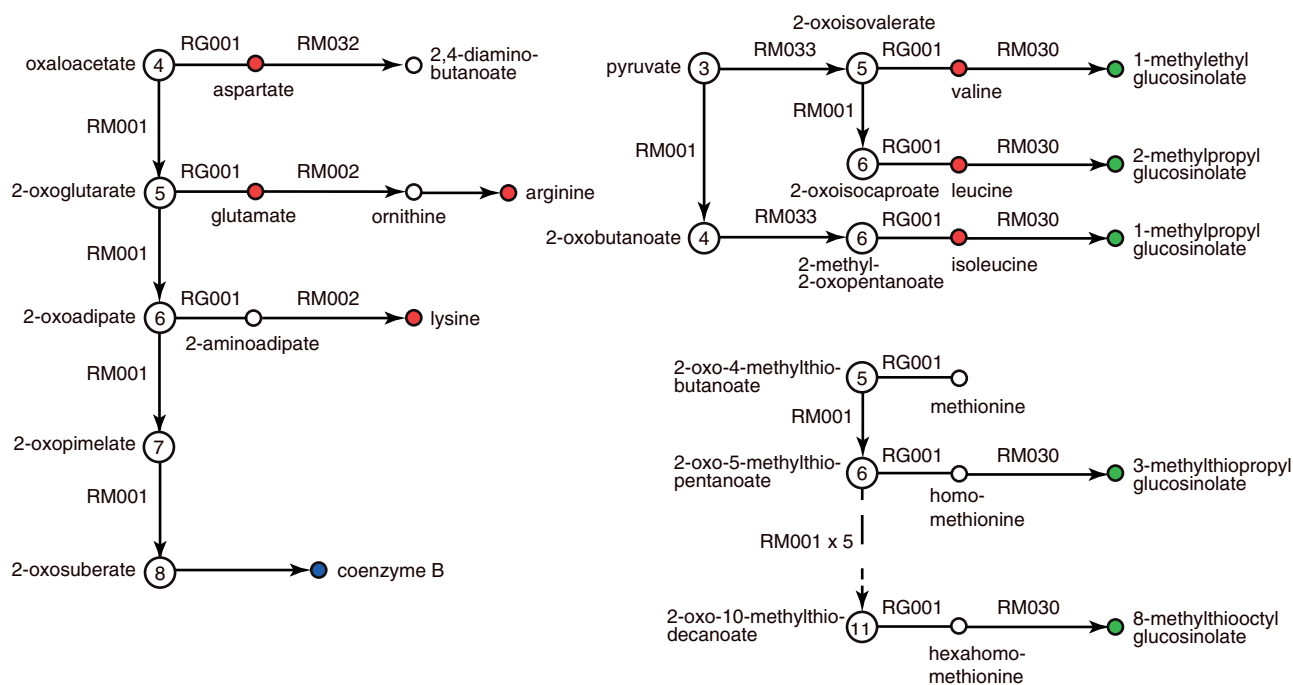 RG001 RM032
oxaloacetate 4 2,4-diamino-
butanoate
aspartate
RM001
RG001 RM002
2-oxoglutarate 5 arginine
glutamate ornithine
RM001
RG001 RM002
2-oxoadipate 6 lysine
2-aminoadipate
RM001
2-oxopimelate 7
RM001
2-oxosuberate 8 coenzyme B
2-oxoisovalerate
RM033 RG001 RM030
pyruvate 3 5 1-methylethyl
glucosinolate
valine
RM001
RM001
RG001 RM030
6 2-methylpropyl
glucosinolate
2-oxoisocaproate leucine
RM033 RG001 RM030
2-oxobutanoate 4 6 1-methylpropyl
glucosinolate
2-methyl-
2-oxopentanoate
isoleucine
2-oxo-4-methylthio-
butanoate
5 RG001
methionine
RM001
2-oxo-5-methylthio-
pentanoate
6 RG001 RM030
3-methylthiopropyl
glucosinolate
homo-
methionine
RM001 x 5
2-oxo-10-methylthio-
decanoate
11 RG001 RM030
8-methylthiooctyl
glucosinolate
hexahomo-
methionine